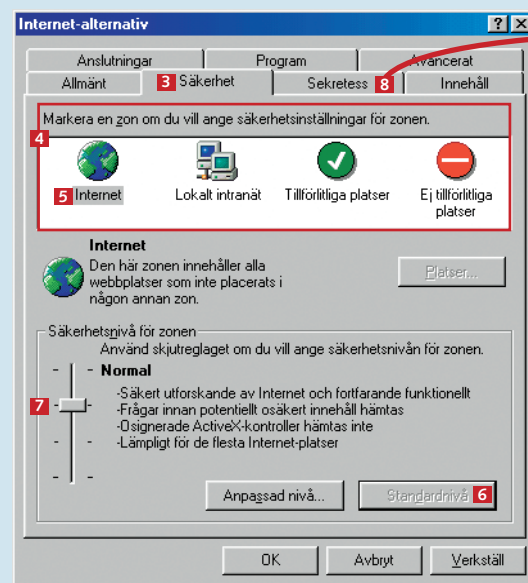 Internet-alternativ
Anslutningar Program Avancerat
Allmänt 3 Säkerhet Sekretess 8 Innehåll
Markera en zon om du vill ange säkerhetsinställningar för zonen.
4
5 Internet Lokalt intranät Tillförlitliga platser Ej tillförlitliga
platser
Internet
Den här zonen innehåller alla
webbplatser som inte placerats i
någon annan zon.
Platser...
Säkerhetsnivå för zonen
Använd skjutreglaget om du vill ange säkerhetsnivån för zonen.
Normal
-Säkert utforskande av Internet och fortfarande funktionellt
7 -Frågar innan potentiellt osäkert innehåll hämtas
-Osignerade ActiveX-kontroller hämtas inte
-Lämpligt för de flesta Internet-platser
Anpassad nivå... Standardnivå 6
OK Avbryt Verkställ